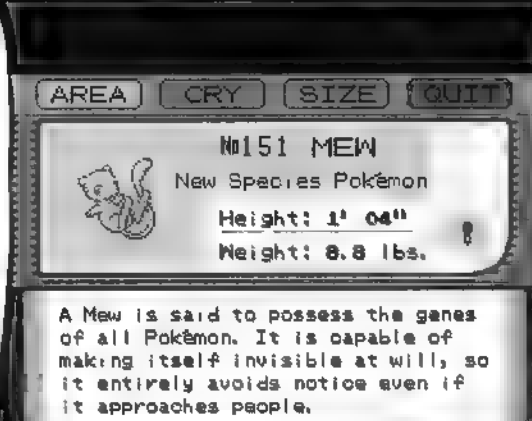 AREA CRY SIZE QUIT
№151 MEW
New Species Pokémon
Height: 1' 04"
Weight: 8.8 lbs.
A Mew is said to possess the genes
of all Pokémon. It is capable of
making itself invisible at will, so
it entirely avoids notice even if
it approaches people.